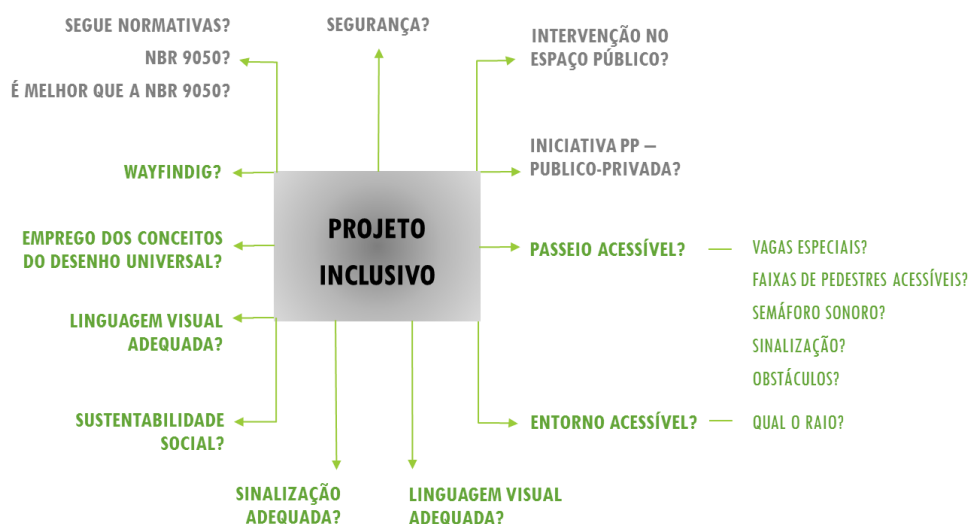 SEGUE NORMATIVAS?
NBR 9050?
É MELHOR QUE A NBR 9050?
SEGURANÇA?
INTERVENÇÃO NO
ESPAÇO PÚBLICO?
WAYFINDIG?
INICIATIVA PP –
PUBLICO-PRIVADA?
PROJETO
INCLUSIVO
EMPREGO DOS CONCEITOS
DO DESENHO UNIVERSAL?
PASSEIO ACESSÍVEL?
VAGAS ESPECIAIS?
FAIXAS DE PEDESTRES ACESSÍVEIS?
SEMÁFORO SONORO?
SINALIZAÇÃO?
OBSTÁCULOS?
LINGUAGEM VISUAL
ADEQUADA?
SUSTENTABILIDADE
SOCIAL?
ENTORNO ACESSÍVEL?
QUAL O RAIO?
SINALIZAÇÃO
ADEQUADA?
LINGUAGEM VISUAL
ADEQUADA?